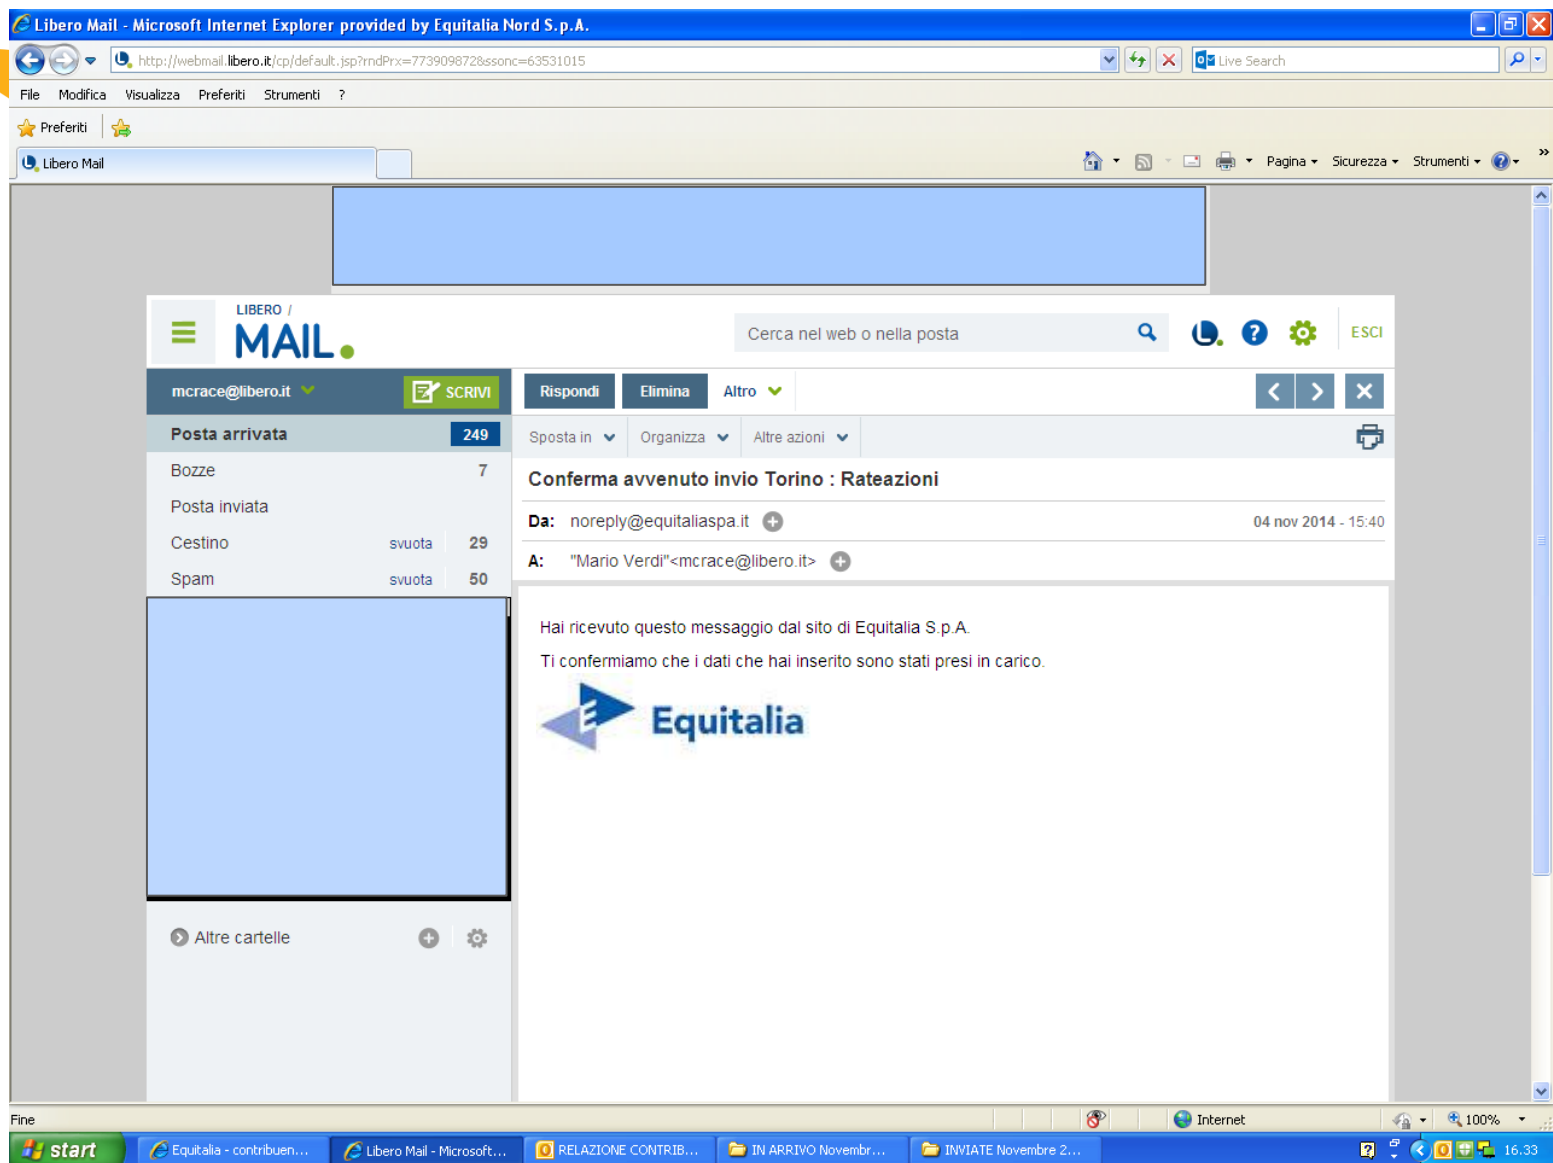 Libero Mail - Microsoft Internet Explorer provided by Equitalia Nord S.p.A.
http://webmail.libero.it/cp/default.jsp?rndPrx=773909872&ssonc=63531015
Live Search
File Modifica Visualizza Preferiti Strumenti ?
Preferiti
Libero Mail
Pagina Sicurezza Strumenti »
LIBERO /
MAIL.
Cerca nel web o nella posta
ESCI
mcrace@libero.it SCRIVI
Rispondi Elimina Altro
Posta arrivata 249
Sposta in Organizza Altre azioni
Bozze 7
Conferma avvenuto invio Torino : Rateazioni
Posta inviata
Da: noreply@equitaliaspa.it 04 nov 2014 - 15:40
Cestino svuota 29
A: "Mario Verdi"<mcrace@libero.it>
Spam svuota 50
Hai ricevuto questo messaggio dal sito di Equitalia S.p.A.
Ti confermiamo che i dati che hai inserito sono stati presi in carico.
E Equitalia
Altre cartelle
Fine Internet 100%
start Equitalia - contribuen... Libero Mail - Microsoft... RELAZIONE CONTRIB... IN ARRIVO Novembr... INVIATE Novembre 2... 16.33